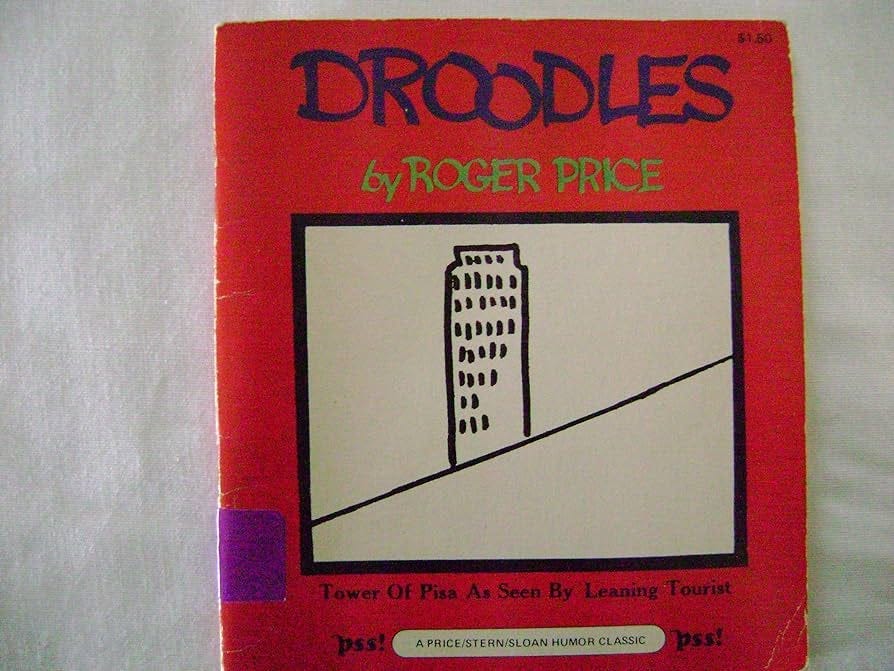 $1.50
DROODLES
by ROGER PRICE
Tower Of Pisa As Seen By Leaning Tourist
pss! A PRICE/STERN/SLOAN HUMOR CLASSIC pss!